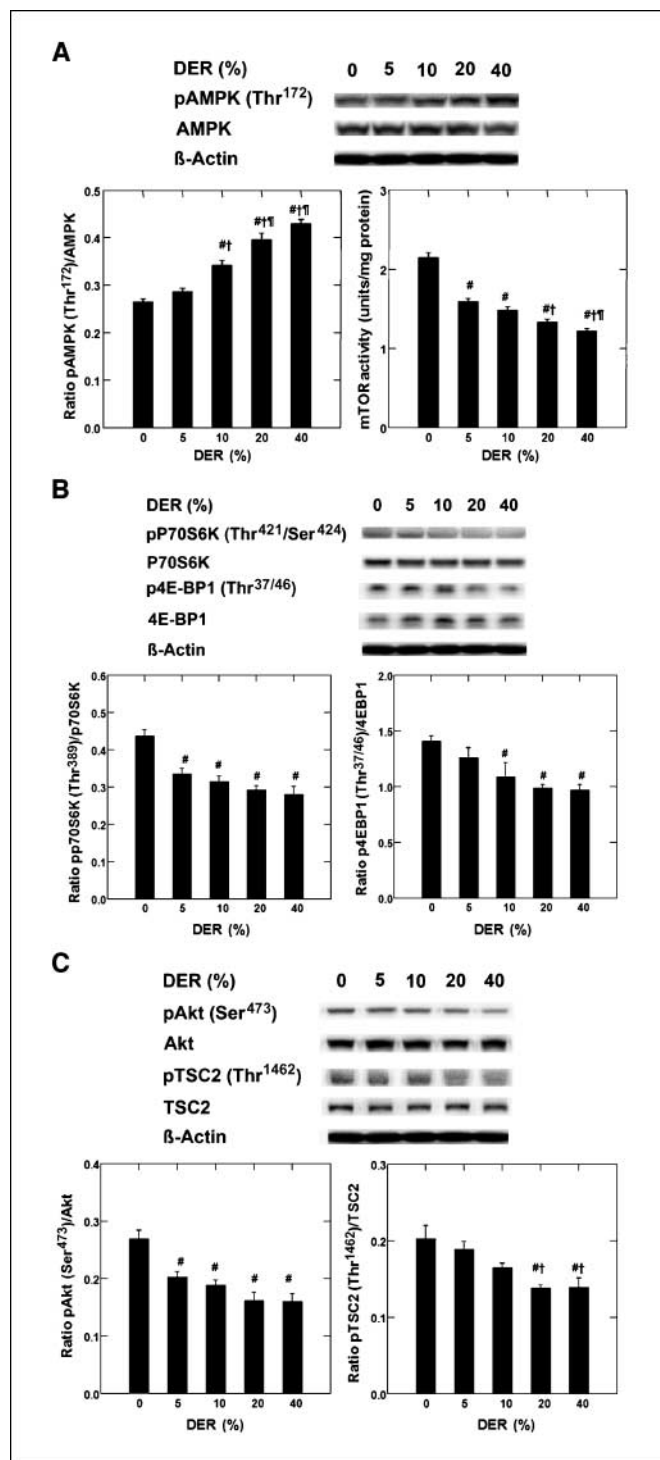 A
DER (%) 0 5 10 20 40
pAMPK (Thr172)
AMPK
ß-Actin
Ratio pAMPK (Thr172)/AMPK
0.5
0.4
0.3
0.2
0.1
0.0
#†
#†¶
#†¶
0 5 10 20 40
DER (%)
mTOR activity (units/mg protein)
3
2
1
0
#
#
#†
#†¶
0 5 10 20 40
DER (%)
B
DER (%) 0 5 10 20 40
pP70S6K (Thr421/Ser424)
P70S6K
p4E-BP1 (Thr37/46)
4E-BP1
ß-Actin
Ratio pp70S6K (Thr389)/p70S6K
0.6
0.5
0.4
0.3
0.2
0.1
0.0
#
#
#
#
0 5 10 20 40
DER (%)
Ratio p4EBP1 (Thr37/46)/4EBP1
2.0
1.5
1.0
0.5
0.0
#
#
#
0 5 10 20 40
DER (%)
C
DER (%) 0 5 10 20 40
pAkt (Ser473)
Akt
pTSC2 (Thr1462)
TSC2
ß-Actin
Ratio pAkt (Ser473)/Akt
0.4
0.3
0.2
0.1
0.0
#
#
#
#
0 5 10 20 40
DER (%)
Ratio pTSC2 (Thr1462)/TSC2
0.3
0.2
0.1
0.0
#†
#†
0 5 10 20 40
DER (%)